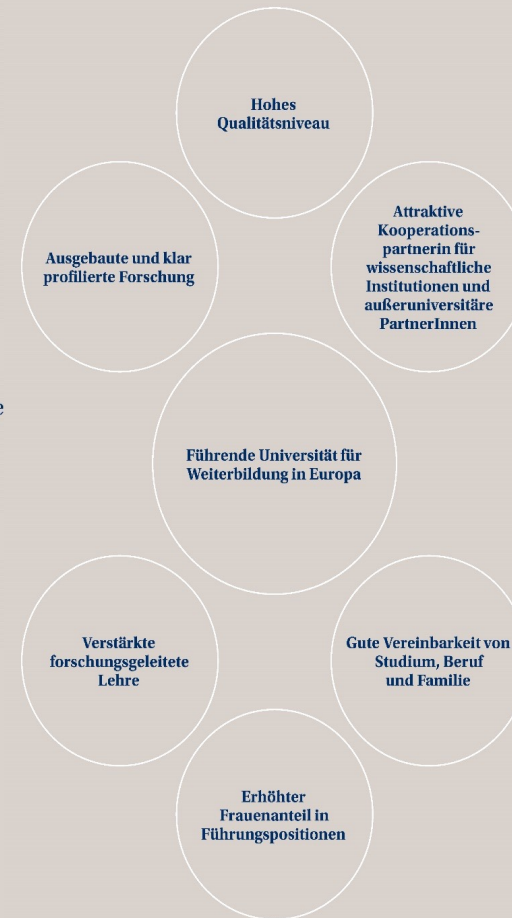 Hohes
Qualitätsniveau
Attraktive
Kooperations-
partnerin für
wissenschaftliche
Institutionen und
außeruniversitäre
PartnerInnen
Ausgebaute und klar
profilierte Forschung
e
Führende Universität für
Weiterbildung in Europa
Verstärkte
forschungsgeleitete
Lehre
Gute Vereinbarkeit von
Studium, Beruf
und Familie
Erhöhter
Frauenanteil in
Führungspositionen